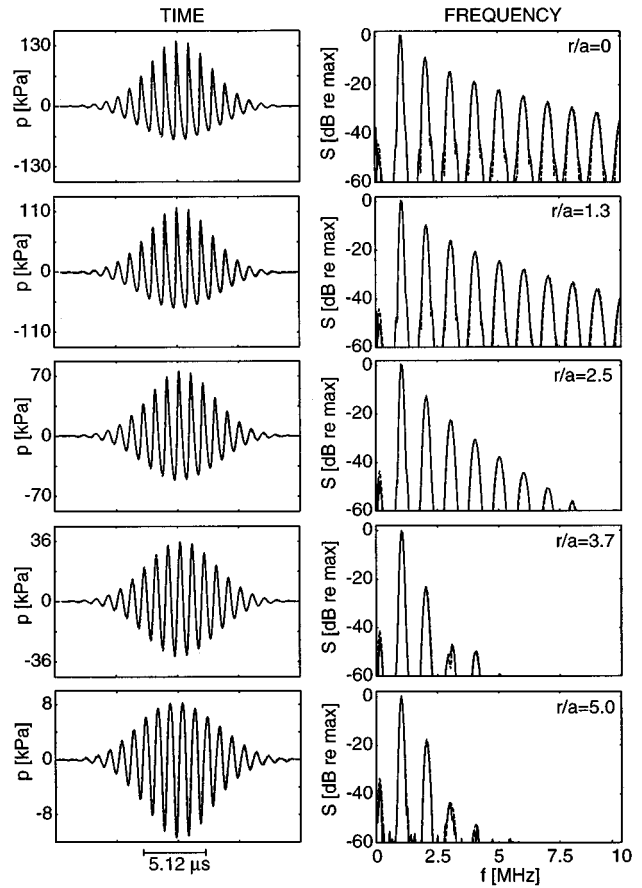 TIME
FREQUENCY
p [kPa]
130
0
-130
S [dB re max]
0
-20
-40
-60
r/a=0
p [kPa]
110
0
-110
S [dB re max]
0
-20
-40
-60
r/a=1.3
p [kPa]
70
0
-70
S [dB re max]
0
-20
-40
-60
r/a=2.5
p [kPa]
36
0
-36
S [dB re max]
0
-20
-40
-60
r/a=3.7
p [kPa]
8
0
-8
S [dB re max]
0
-20
-40
-60
r/a=5.0
5.12 μs
0 2.5 5 7.5 10
f [MHz]